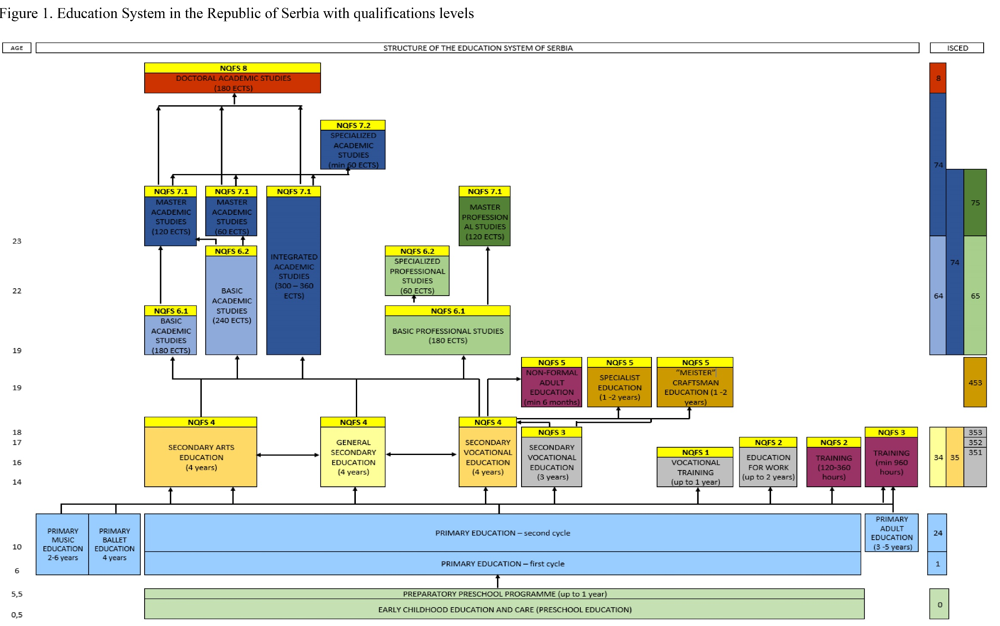 Figure 1. Education System in the Republic of Serbia with qualifications levels
AGE
STRUCTURE OF THE EDUCATION SYSTEM OF SERBIA
ISCED
NQFS 8
DOCTORAL ACADEMIC STUDIES
(180 ECTS)
8
NQFS 7.2
SPECIALIZED
ACADEMIC
STUDIES
(min 60 ECTS)
74
NQFS 7.1
MASTER
ACADEMIC
STUDIES
(120 ECTS)
NQFS 7.1
MASTER
ACADEMIC
STUDIES
(60 ECTS)
NQFS 7.1
INTEGRATED
ACADEMIC
STUDIES
(300 – 360
ECTS)
NQFS 7.1
MASTER
PROFESSION
AL STUDIES
(120 ECTS)
75
23
NQFS 6.2
BASIC
ACADEMIC
STUDIES
(240 ECTS)
NQFS 6.2
SPECIALIZED
PROFESSIONAL
STUDIES
(60 ECTS)
74
22
64
65
NQFS 6.1
BASIC
ACADEMIC
STUDIES
(180 ECTS)
NQFS 6.1
BASIC PROFESSIONAL STUDIES
(180 ECTS)
19
NQFS 5
NON-FORMAL
ADULT
EDUCATION
(min 6 months)
NQFS 5
SPECIALIST
EDUCATION
(1 -2 years)
NQFS 5
“MEISTER”
CRAFTSMAN
EDUCATION (1 -2
years)
453
19
NQFS 4
SECONDARY ARTS
EDUCATION
(4 years)
NQFS 4
GENERAL
SECONDARY
EDUCATION
(4 years)
NQFS 4
SECONDARY
VOCATIONAL
EDUCATION
(4 years)
NQFS 3
SECONDARY
VOCATIONAL
EDUCATION
(3 years)
NQFS 1
VOCATIONAL
TRAINING
(up to 1 year)
NQFS 2
EDUCATION
FOR WORK
(up to 2 years)
NQFS 2
TRAINING
(120-360
hours)
NQFS 3
TRAINING
(min 960
hours)
18
17
16
14
34
35
353
352
351
PRIMARY
MUSIC
EDUCATION
2-6 years
PRIMARY
BALLET
EDUCATION
4 years
PRIMARY EDUCATION – second cycle
PRIMARY
ADULT
EDUCATION
(3 -5 years)
24
10
PRIMARY EDUCATION – first cycle
1
6
5,5
PREPARATORY PRESCHOOL PROGRAMME (up to 1 year)
EARLY CHILDHOOD EDUCATION AND CARE (PRESCHOOL EDUCATION)
0
0,5